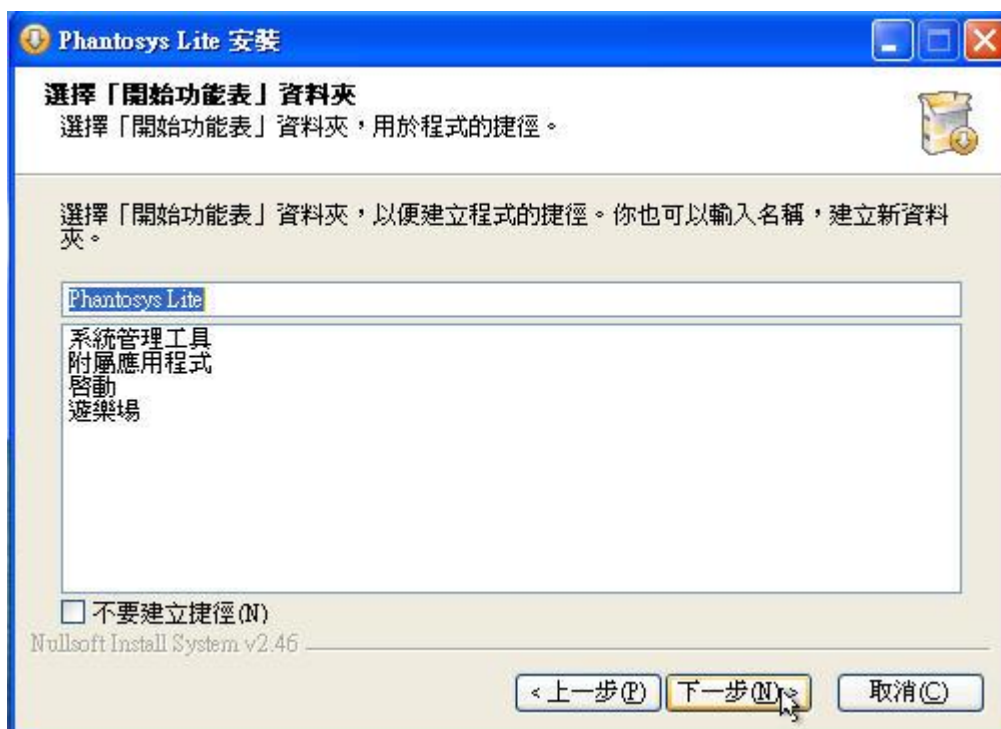 Phantosys Lite 安裝
選擇「開始功能表」資料夾
選擇「開始功能表」資料夾，用於程式的捷徑。
選擇「開始功能表」資料夾，以便建立程式的捷徑。你也可以輸入名稱，建立新資料
夾。
Phantosys Lite
系統管理工具
附屬應用程式
啟動
遊樂場
不要建立捷徑(N)
Nullsoft Install System v2.46
< 上一步(P)
下一步(N) >
取消(C)